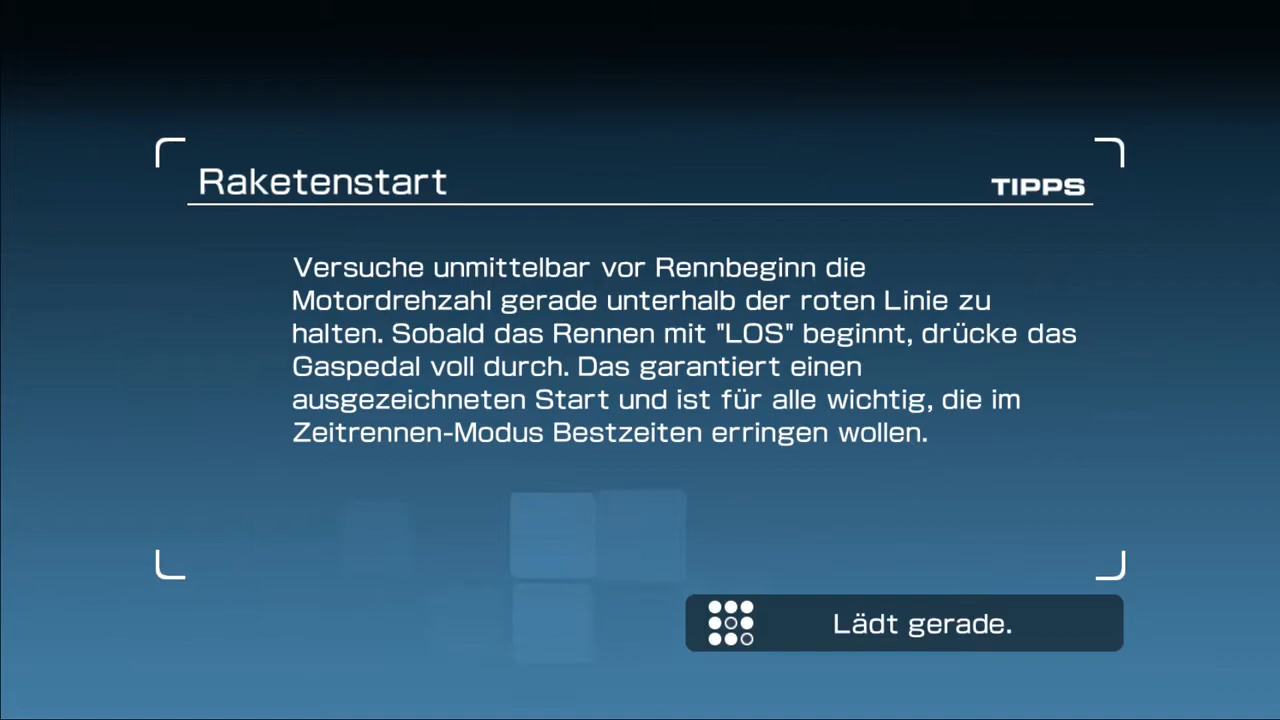 Raketenstart
TIPPS
Versuche unmittelbar vor Rennbeginn die
Motordrehzahl gerade unterhalb der roten Linie zu
halten. Sobald das Rennen mit "LOS" beginnt, drücke das
Gaspedal voll durch. Das garantiert einen
ausgezeichneten Start und ist für alle wichtig, die im
Zeitrennen-Modus Bestzeiten erringen wollen.
Lädt gerade.